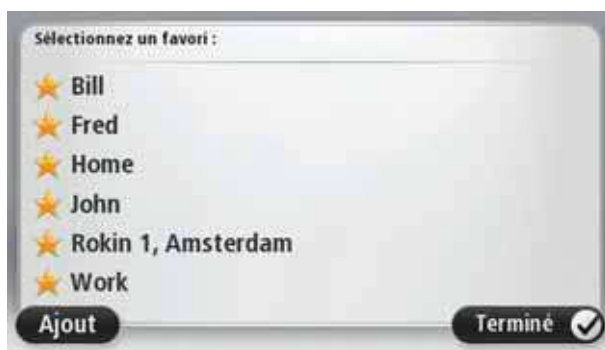 Sélectionnez un favori :
Bill
Fred
Home
John
Rokin 1, Amsterdam
Work
Ajout
Terminé